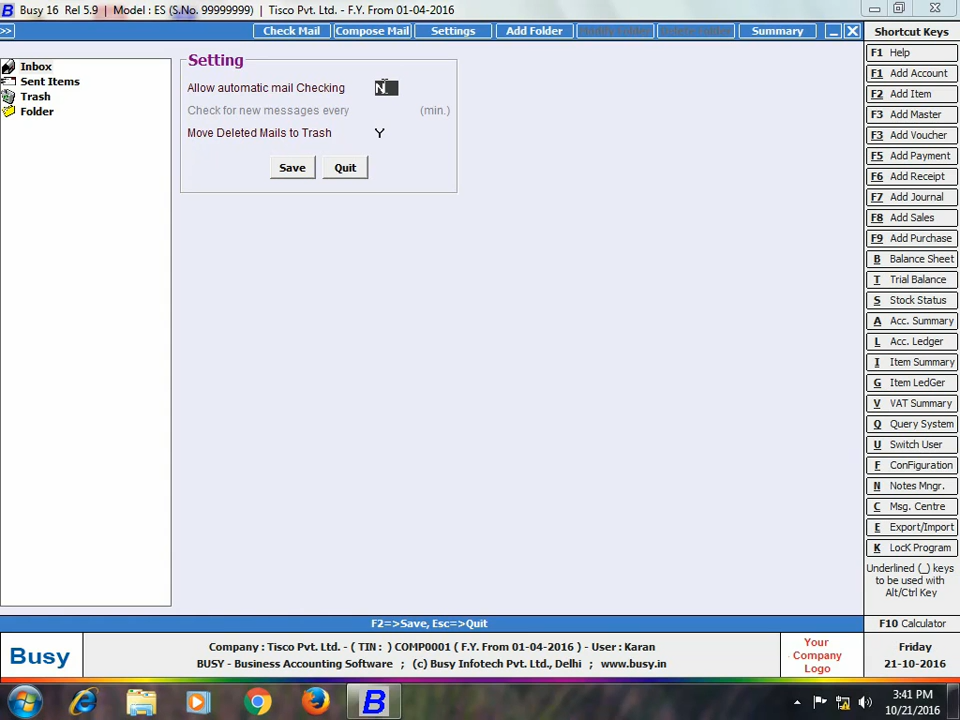 Busy 16 Rel 5.9 | Model : ES (S.No. 99999999) | Tisco Pvt. Ltd. - F.Y. From 01-04-2016
>> Check Mail Compose Mail Settings Add Folder Summary
Shortcut Keys
Inbox
Sent Items
Trash
Folder
Setting
Allow automatic mail Checking N
Check for new messages every (min.)
Move Deleted Mails to Trash Y
Save Quit
F1 Help
F1 Add Account
F2 Add Item
F3 Add Master
F3 Add Voucher
F5 Add Payment
F6 Add Receipt
F7 Add Journal
F8 Add Sales
F9 Add Purchase
B Balance Sheet
T Trial Balance
S Stock Status
A Acc. Summary
L Acc. Ledger
I Item Summary
G Item LedGer
V VAT Summary
Q Query System
U Switch User
F ConFiguration
N Notes Mngr.
C Msg. Centre
E Export/Import
K LocK Program
Underlined (_) keys
to be used with
Alt/Ctrl Key
F2=>Save, Esc=>Quit
F10 Calculator
Busy
Company : Tisco Pvt. Ltd. - ( TIN : ) COMP0001 ( F.Y. From 01-04-2016 ) - User : Karan
BUSY - Business Accounting Software ; (c) Busy Infotech Pvt. Ltd., Delhi ; www.busy.in
Your
Company
Logo
Friday
21-10-2016
3:41 PM
10/21/2016